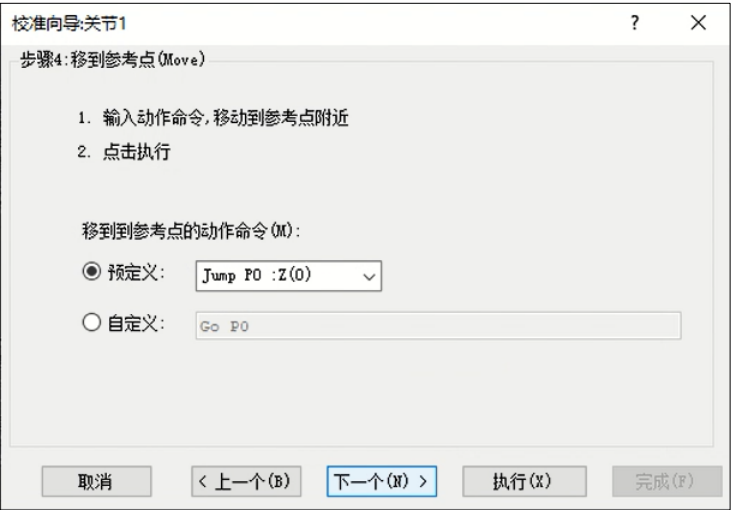 校准向导:关节1
?
步骤4:移到参考点(Move)
1. 输入动作命令,移动到参考点附近
2. 点击执行
移到到参考点的动作命令(M):
预定义: Jump P0 :Z(0)
自定义: Go P0
取消 < 上一个(B) 下一个(N) > 执行(X) 完成(F)